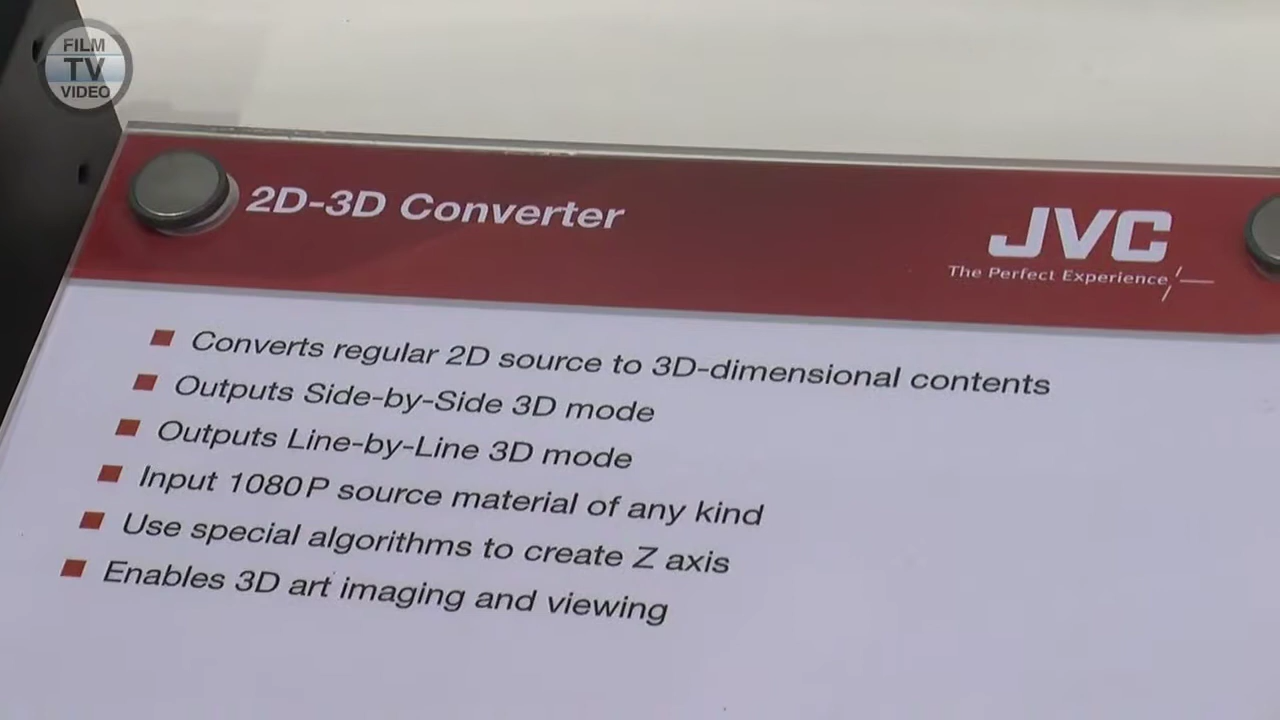 FILM
TV
VIDEO
2D-3D Converter
JVC
The Perfect Experience
Converts regular 2D source to 3D-dimensional contents
Outputs Side-by-Side 3D mode
Outputs Line-by-Line 3D mode
Input 1080P source material of any kind
Use special algorithms to create Z axis
Enables 3D art imaging and viewing